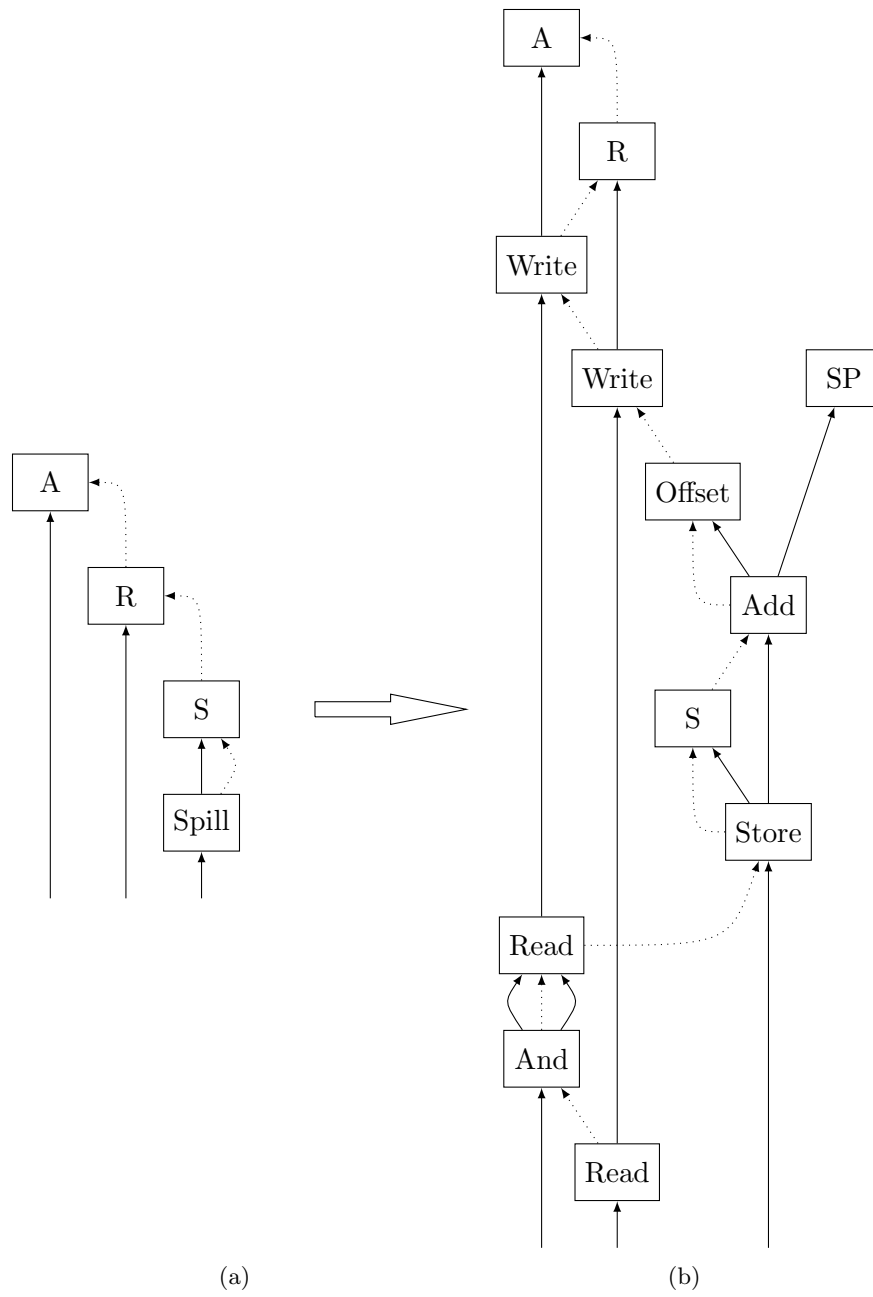 A
R
S
Spill
(a)
A
R
Write
Write
SP
Offset
Add
S
Store
Read
And
Read
(b)